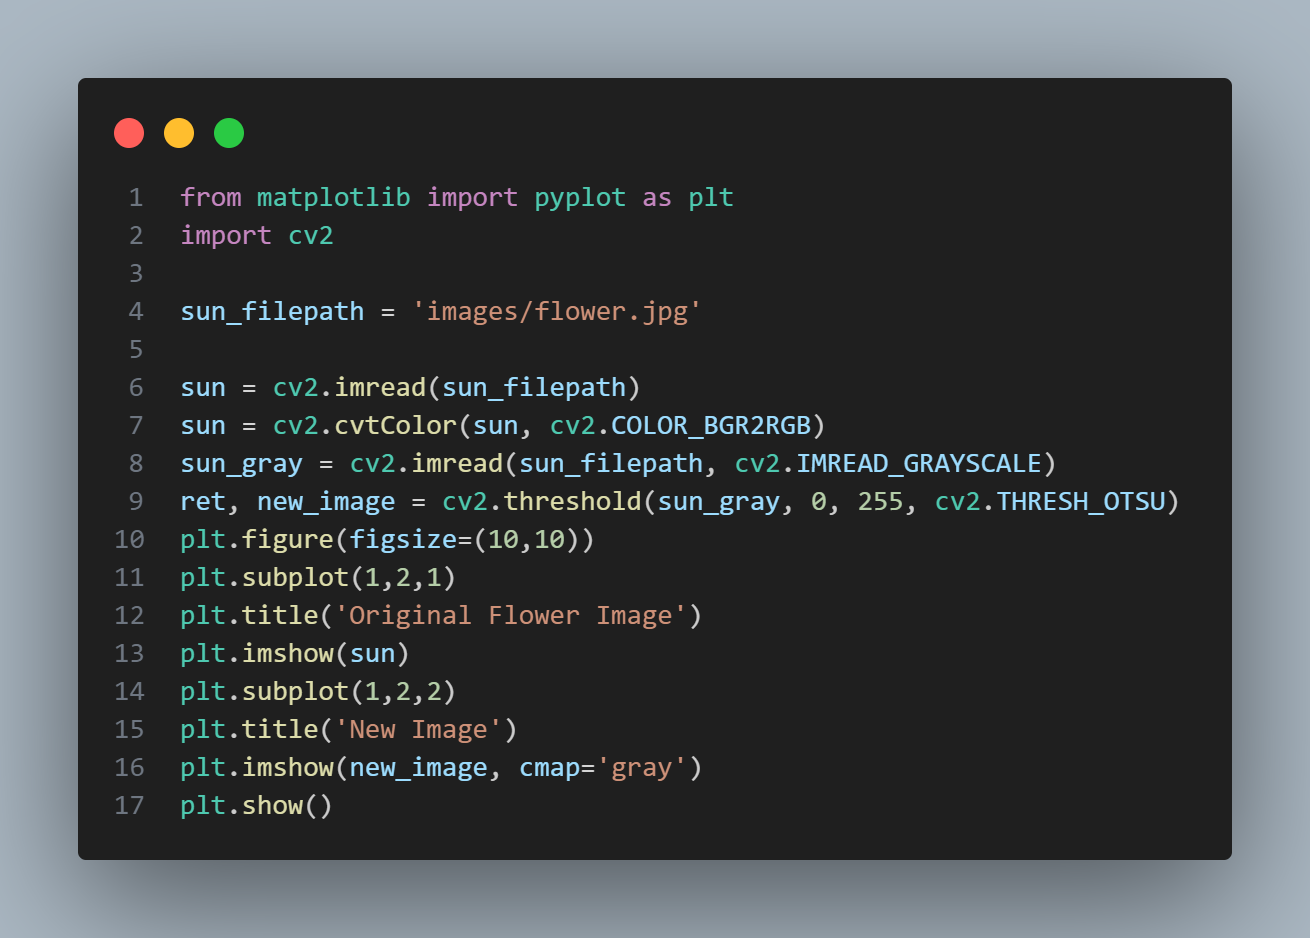 1 from matplotlib import pyplot as plt
2 import cv2
3
4 sun_filepath = 'images/flower.jpg'
5
6 sun = cv2.imread(sun_filepath)
7 sun = cv2.cvtColor(sun, cv2.COLOR_BGR2RGB)
8 sun_gray = cv2.imread(sun_filepath, cv2.IMREAD_GRAYSCALE)
9 ret, new_image = cv2.threshold(sun_gray, 0, 255, cv2.THRESH_OTSU)
10 plt.figure(figsize=(10,10))
11 plt.subplot(1,2,1)
12 plt.title('Original Flower Image')
13 plt.imshow(sun)
14 plt.subplot(1,2,2)
15 plt.title('New Image')
16 plt.imshow(new_image, cmap='gray')
17 plt.show()